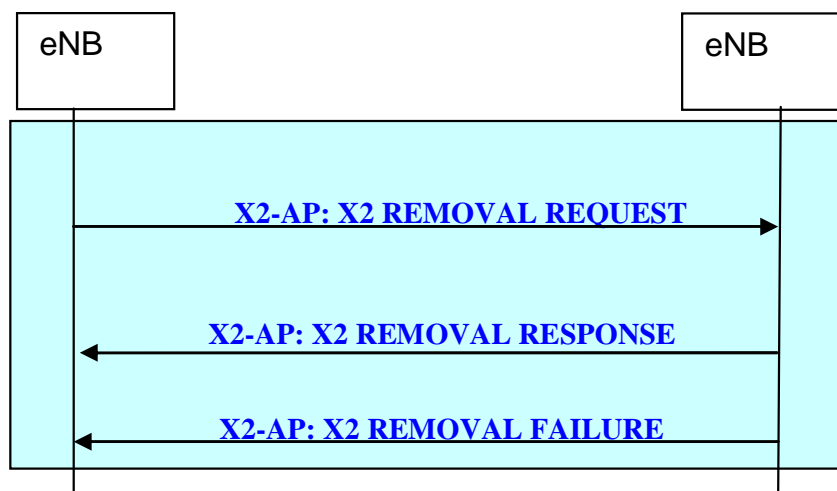 eNB
eNB
X2-AP: X2 REMOVAL REQUEST
X2-AP: X2 REMOVAL RESPONSE
X2-AP: X2 REMOVAL FAILURE